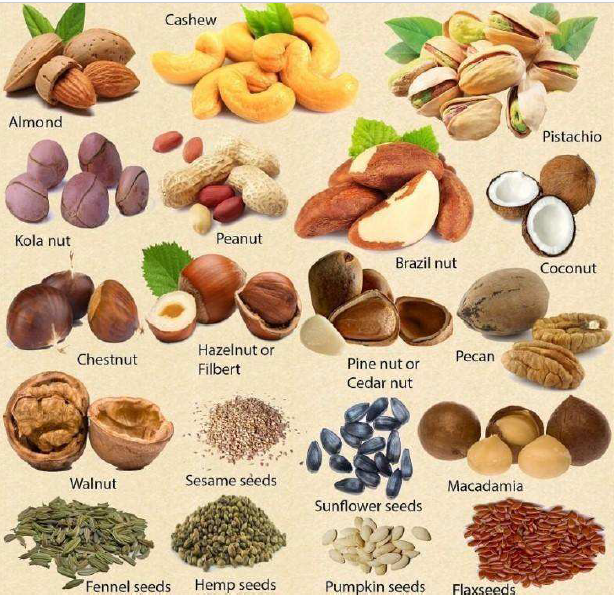 Cashew
Almond
Pistachio
Kola nut
Peanut
Brazil nut
Coconut
Chestnut
Hazelnut or
Filbert
Pine nut or
Cedar nut
Pecan
Walnut
Sesame seeds
Sunflower seeds
Macadamia
Fennel seeds
Hemp seeds
Pumpkin seeds
Flaxseeds